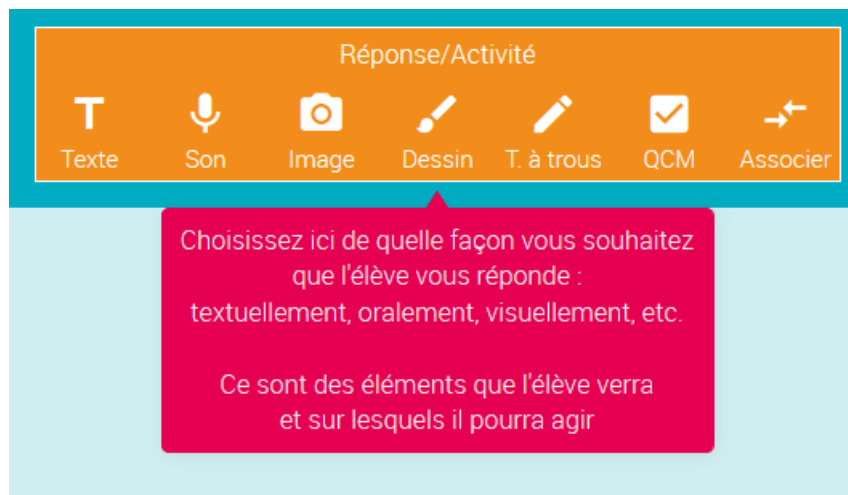 Réponse/Activité
Texte Son Image Dessin T. à trous QCM Associer
Choisissez ici de quelle façon vous souhaitez
que l'élève vous réponde :
textuellement, oralement, visuellement, etc.
Ce sont des éléments que l'élève verra
et sur lesquels il pourra agir